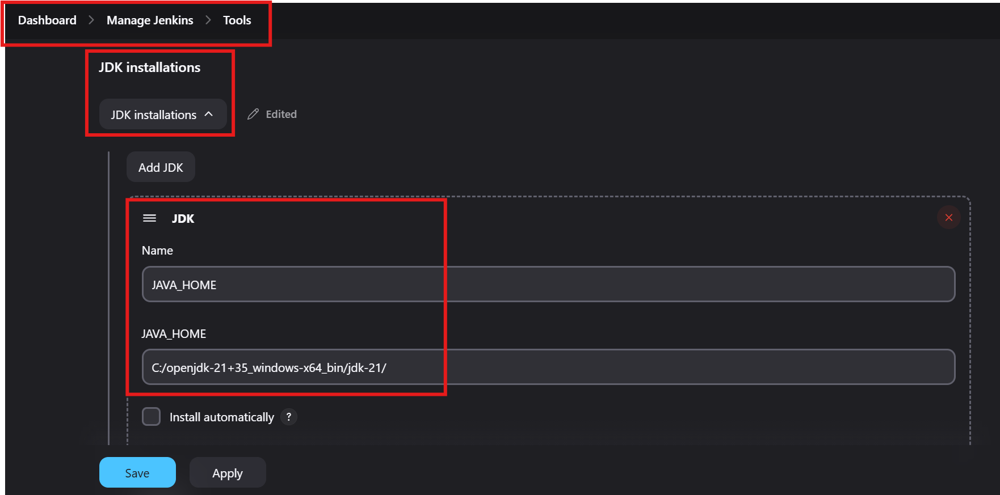 Dashboard > Manage Jenkins > Tools
JDK installations
JDK installations Edited
Add JDK
JDK
Name
JAVA_HOME
JAVA_HOME
C:/openjdk-21+35_windows-x64_bin/jdk-21/
Install automatically ?
Save Apply